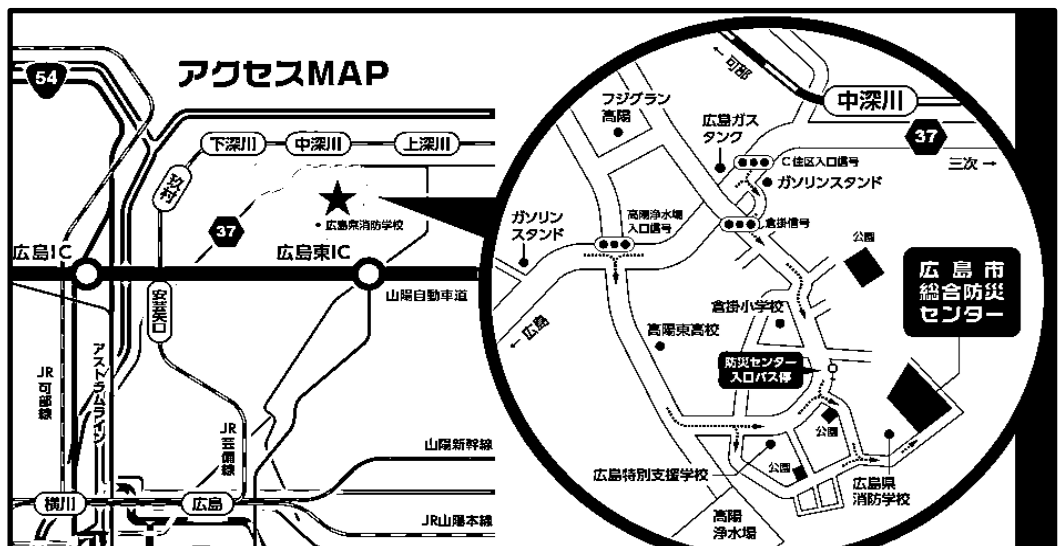 アクセスMAP
54
下深川
中深川
上深川
玖村
37
広島県消防学校
広島IC
広島東IC
山陽自動車道
安芸矢口
JR可部線
アストラムライン
JR芸備線
山陽新幹線
横川
広島
JR山陽本線
← 可部
中深川
37
三次 →
フジグラン
高陽
広島ガス
タンク
C住区入口信号
ガソリンスタンド
倉掛信号
ガソリン
スタンド
高陽浄水場
入口信号
公園
広島市
総合防災
センター
← 広島
倉掛小学校
高陽東高校
防災センター
入口バス停
公園
広島特別支援学校
公園
広島県
消防学校
高陽
浄水場